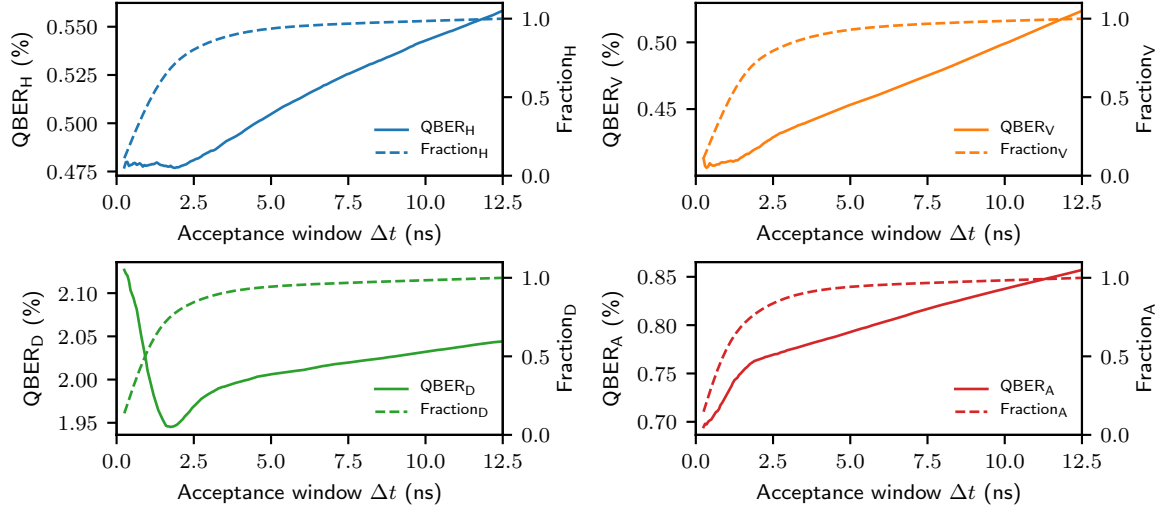 QBER_H (%)
0.550
0.525
0.500
0.475
QBER_H
Fraction_H
1.0
0.5
0.0
Fraction_H
0.0 2.5 5.0 7.5 10.0 12.5
Acceptance window Δt (ns)
QBER_V (%)
0.50
0.45
QBER_V
Fraction_V
1.0
0.5
0.0
Fraction_V
0.0 2.5 5.0 7.5 10.0 12.5
Acceptance window Δt (ns)
QBER_D (%)
2.10
2.05
2.00
1.95
QBER_D
Fraction_D
1.0
0.5
0.0
Fraction_D
0.0 2.5 5.0 7.5 10.0 12.5
Acceptance window Δt (ns)
QBER_A (%)
0.85
0.80
0.75
0.70
QBER_A
Fraction_A
1.0
0.5
0.0
Fraction_A
0.0 2.5 5.0 7.5 10.0 12.5
Acceptance window Δt (ns)